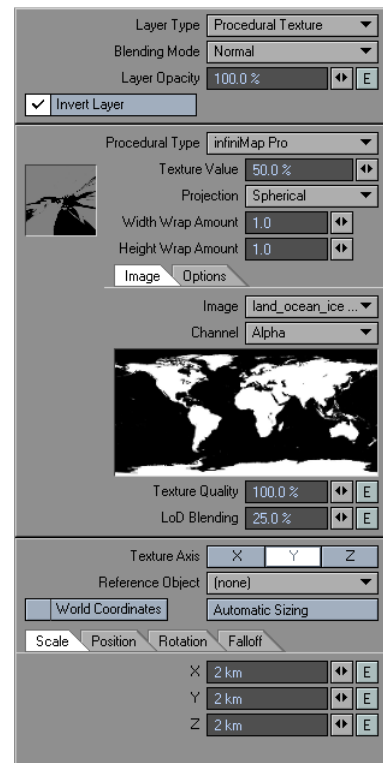 Layer Type Procedural Texture
Blending Mode Normal
Layer Opacity 100.0 % E
Invert Layer
Procedural Type infiniMap Pro
Texture Value 50.0 %
Projection Spherical
Width Wrap Amount 1.0
Height Wrap Amount 1.0
Image Options
Image land_ocean_ice ...
Channel Alpha
Texture Quality 100.0 % E
LoD Blending 25.0 % E
Texture Axis X Y Z
Reference Object (none)
World Coordinates Automatic Sizing
Scale Position Rotation Falloff
X 2 km E
Y 2 km E
Z 2 km E